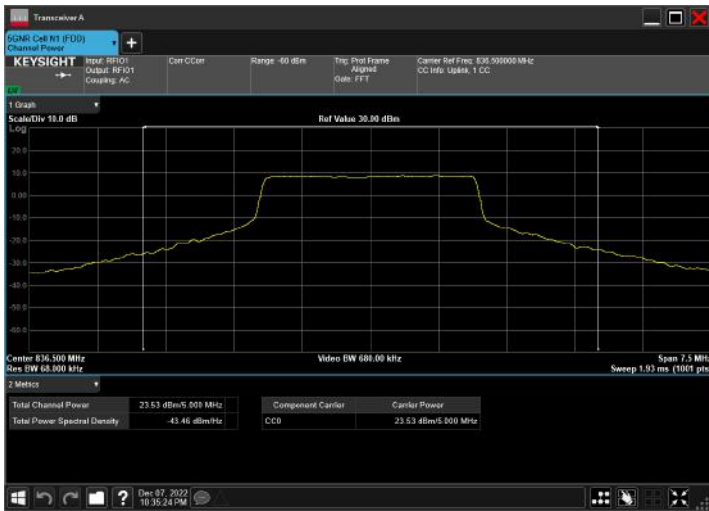 Transceiver A
5GNR Cell N1 (FDD)
Channel Power
KEYSIGHT
Input: RFIO1
Output: RFIO1
Coupling: AC
Corr CCorr
Range: -60 dBm
Trig: Prot Frame
Aligned
Gate: FFT
Carrier Ref Freq: 836.500000 MHz
CC Info: Uplink, 1 CC
1 Graph
Scale/Div 10.0 dB
Ref Value 30.00 dBm
Log
20.0
10.0
0.00
-10.0
-20.0
-30.0
-40.0
-50.0
-60.0
Center 836.500 MHz
Video BW 680.00 kHz
Span 7.5 MHz
Res BW 68.000 kHz
Sweep 1.93 ms (1001 pts
2 Metrics
Total Channel Power
23.53 dBm/5.000 MHz
Total Power Spectral Density
-43.46 dBm/Hz
Component Carrier
Carrier Power
CC0
23.53 dBm/5.000 MHz
?
Dec 07, 2022
10:35:24 PM